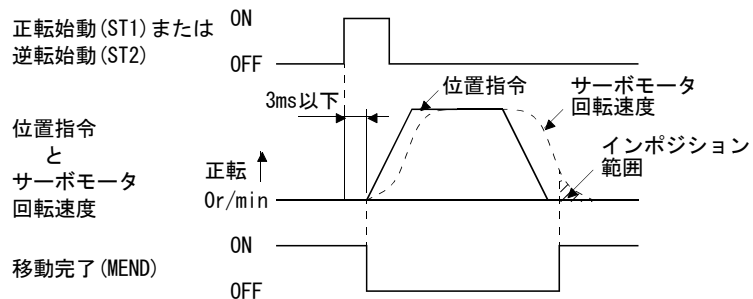 正転始動(ST1)または
逆転始動(ST2)
ON
OFF
3ms以下
位置指令
サーボモータ
回転速度
位置指令
と
サーボモータ
回転速度
正転
0r/min
インポジション
範囲
移動完了(MEND)
ON
OFF